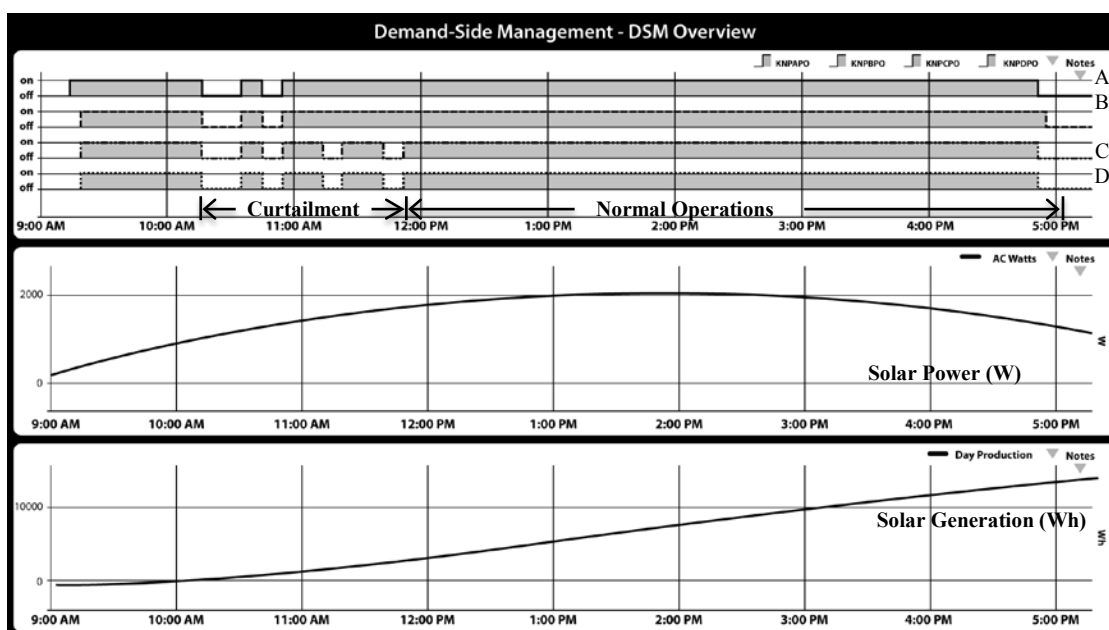 Demand-Side Management - DSM Overview
KNPAPO KNPBPO KNPCPO KNPDPO Notes
on A
off B
on
off
on C
off
on D
off
Curtailment Normal Operations
9:00 AM 10:00 AM 11:00 AM 12:00 PM 1:00 PM 2:00 PM 3:00 PM 4:00 PM 5:00 PM
AC Watts Notes
2000
W
0
Solar Power (W)
9:00 AM 10:00 AM 11:00 AM 12:00 PM 1:00 PM 2:00 PM 3:00 PM 4:00 PM 5:00 PM
Day Production Notes
10000
Solar Generation (Wh)
Wh
0
9:00 AM 10:00 AM 11:00 AM 12:00 PM 1:00 PM 2:00 PM 3:00 PM 4:00 PM 5:00 PM